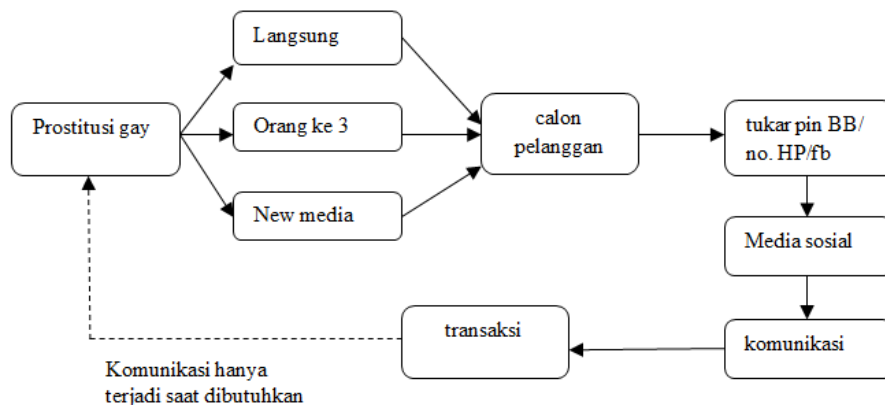 Langsung
Prostitusi gay
Orang ke 3
New media
calon
pelanggan
tukar pin BB/
no. HP/fb
Media sosial
komunikasi
transaksi
Komunikasi hanya
terjadi saat dibutuhkan